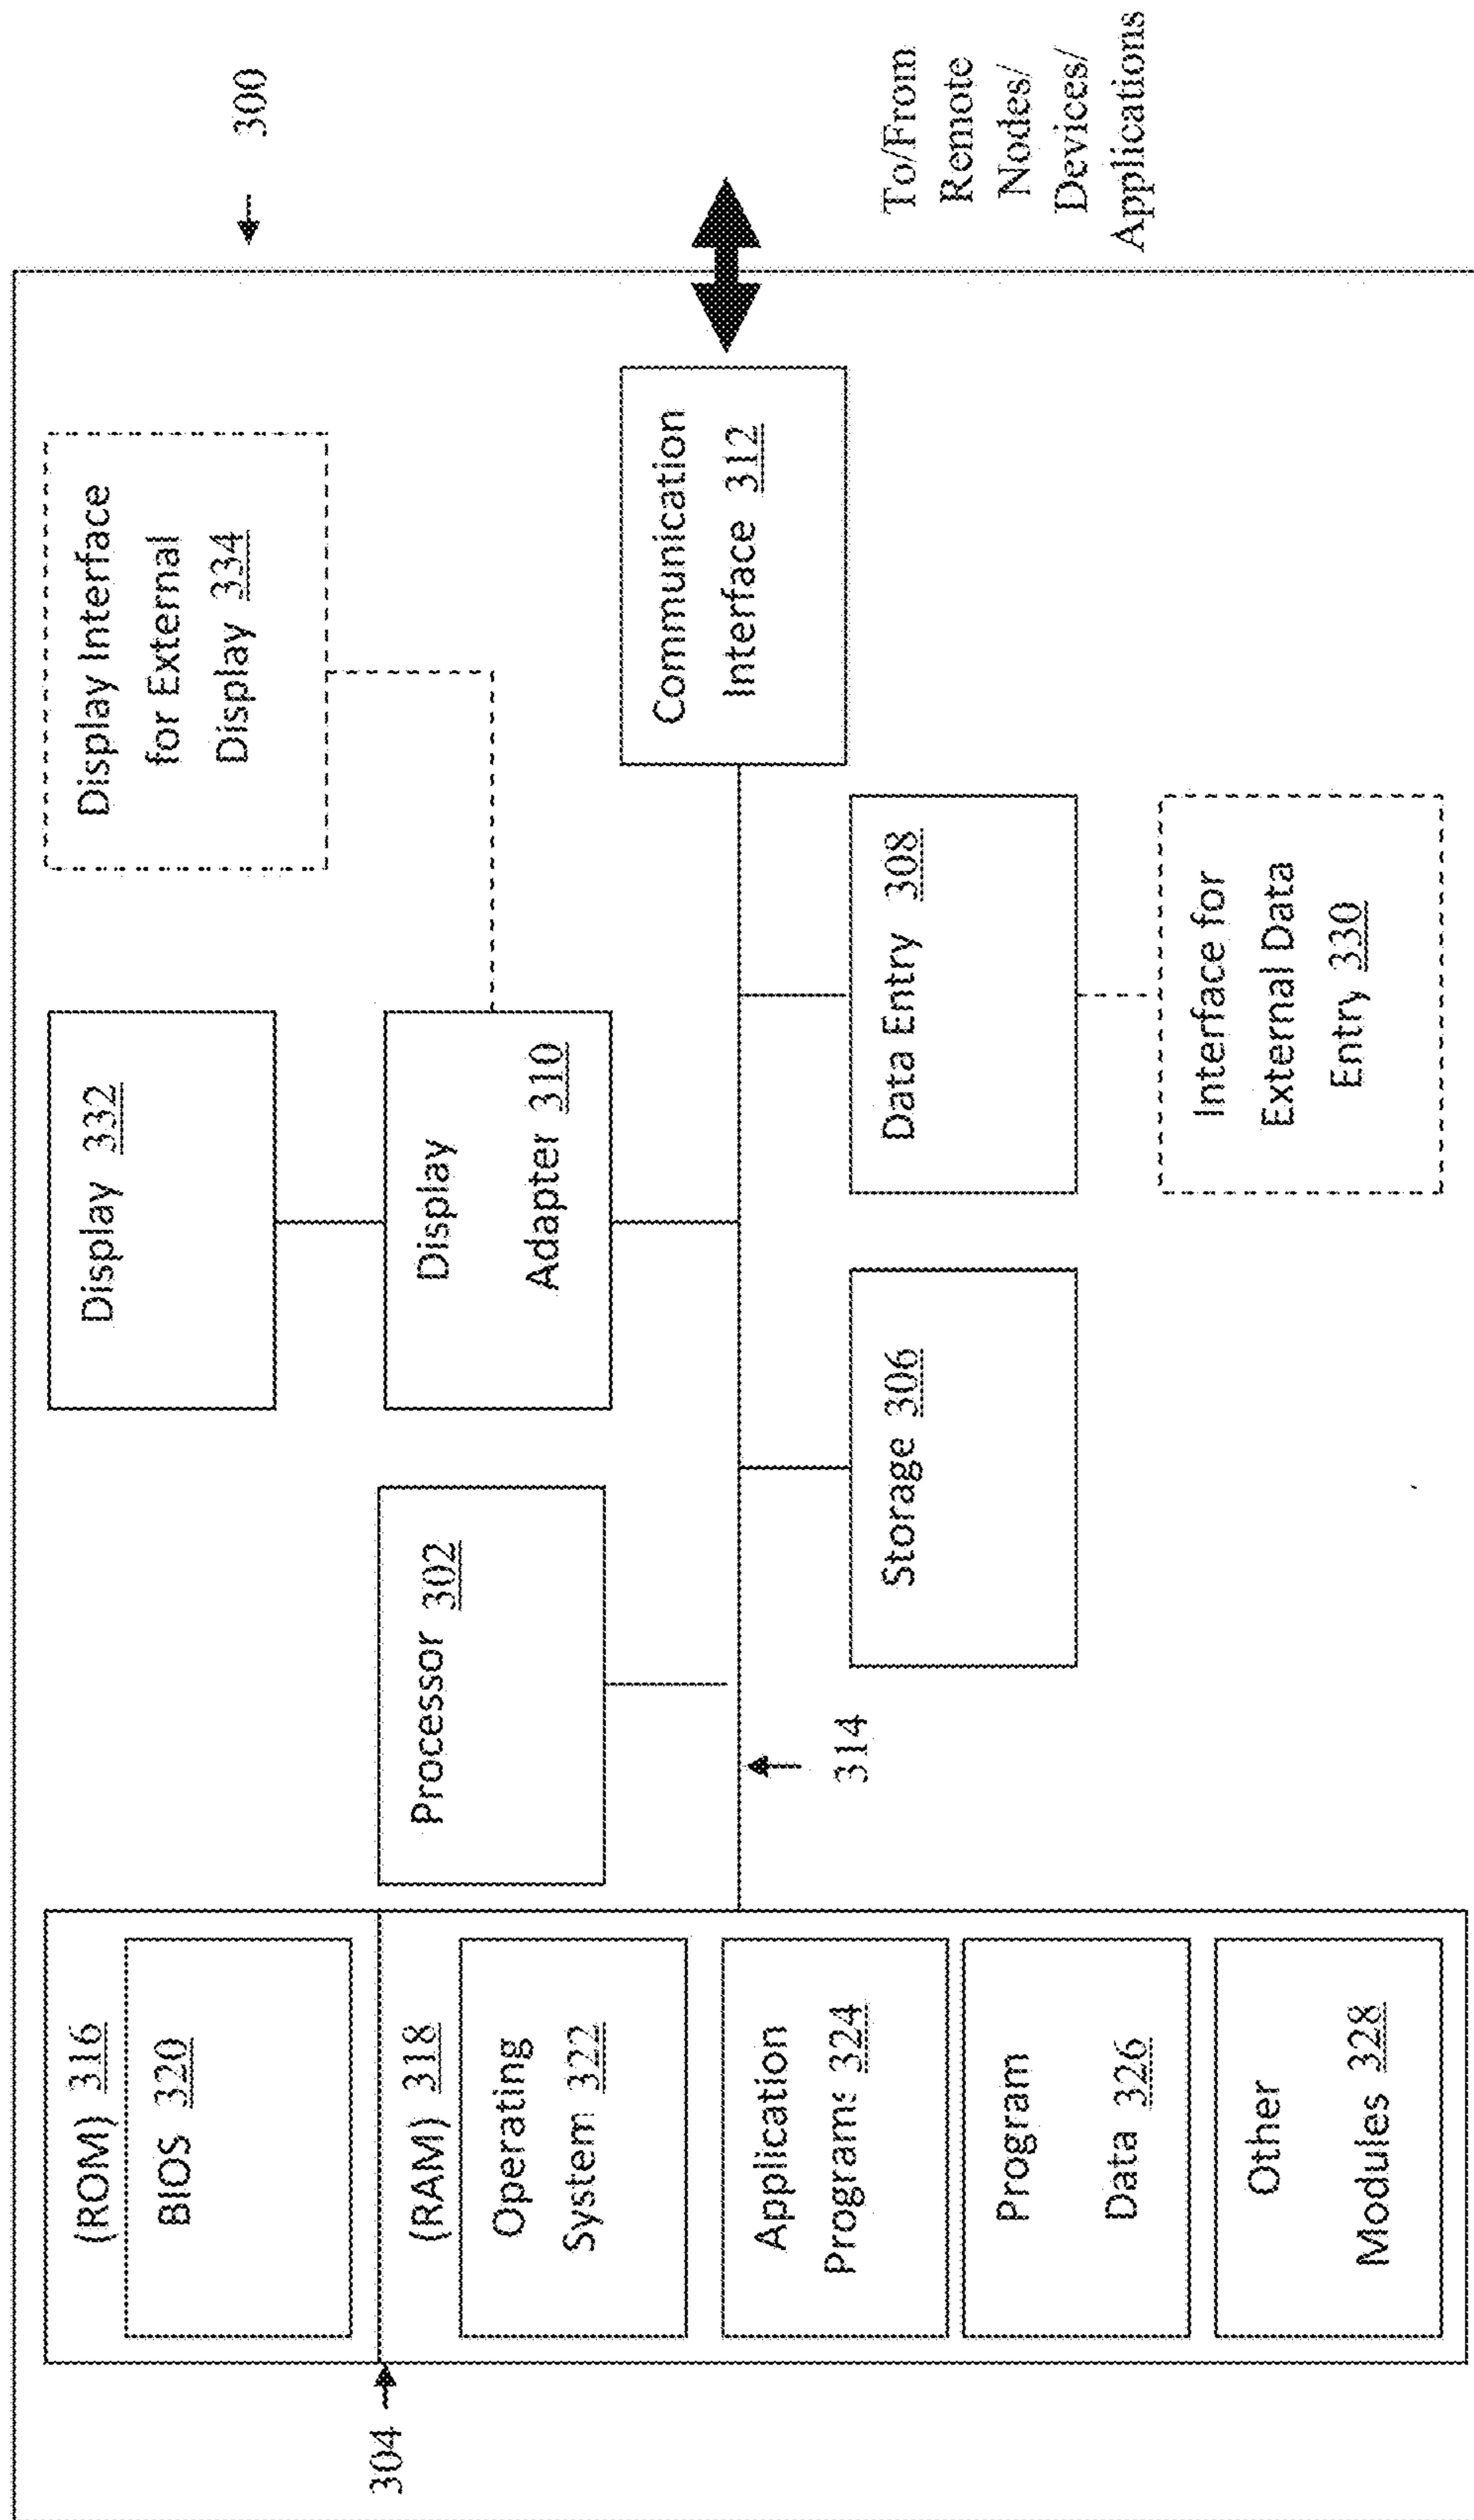 300
(ROM) 316
BIOS 320
304
(RAM) 318
Operating
System 322
Application
Programs 324
Program
Data 326
Other
Modules 328
Processor 302
314
Display 332
Display
Adapter 310
Storage 306
Display Interface
for External
Display 334
Data Entry 308
Interface for
External Data
Entry 330
Communication
Interface 312
To/From
Remote
Nodes/
Devices/
Applications